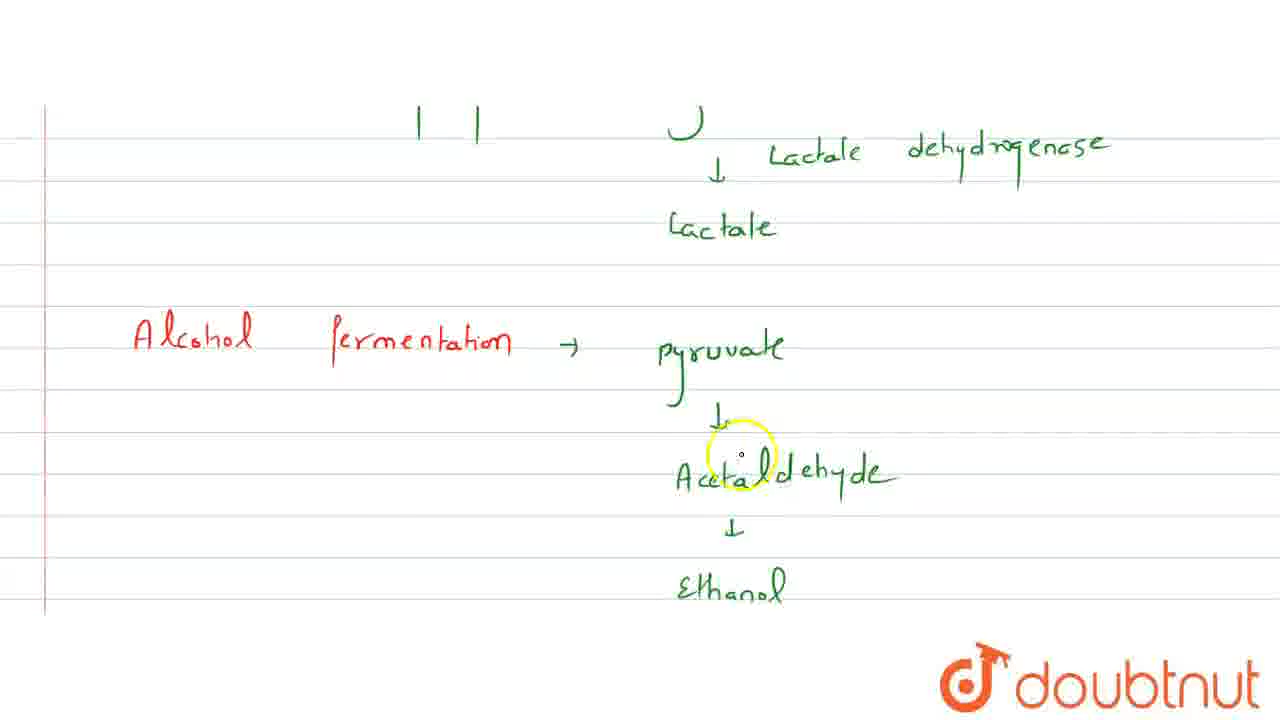 Lactate dehydrogenase
Lactate
Alcohol fermentation → pyruvate
↓
Acetaldehyde
↓
Ethanol
doubtnut